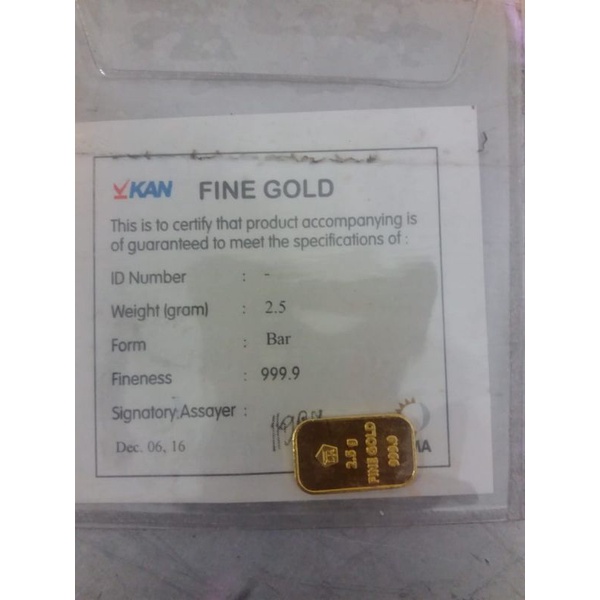 KAN FINE GOLD
This is to certify that product accompanying is
of guaranteed to meet the specifications of :
ID Number : -
Weight (gram) : 2.5
Form : Bar
Fineness : 999.9
Signatory Assayer :
Dec. 06, 16
MA
2.5 g
FINE GOLD
999.9